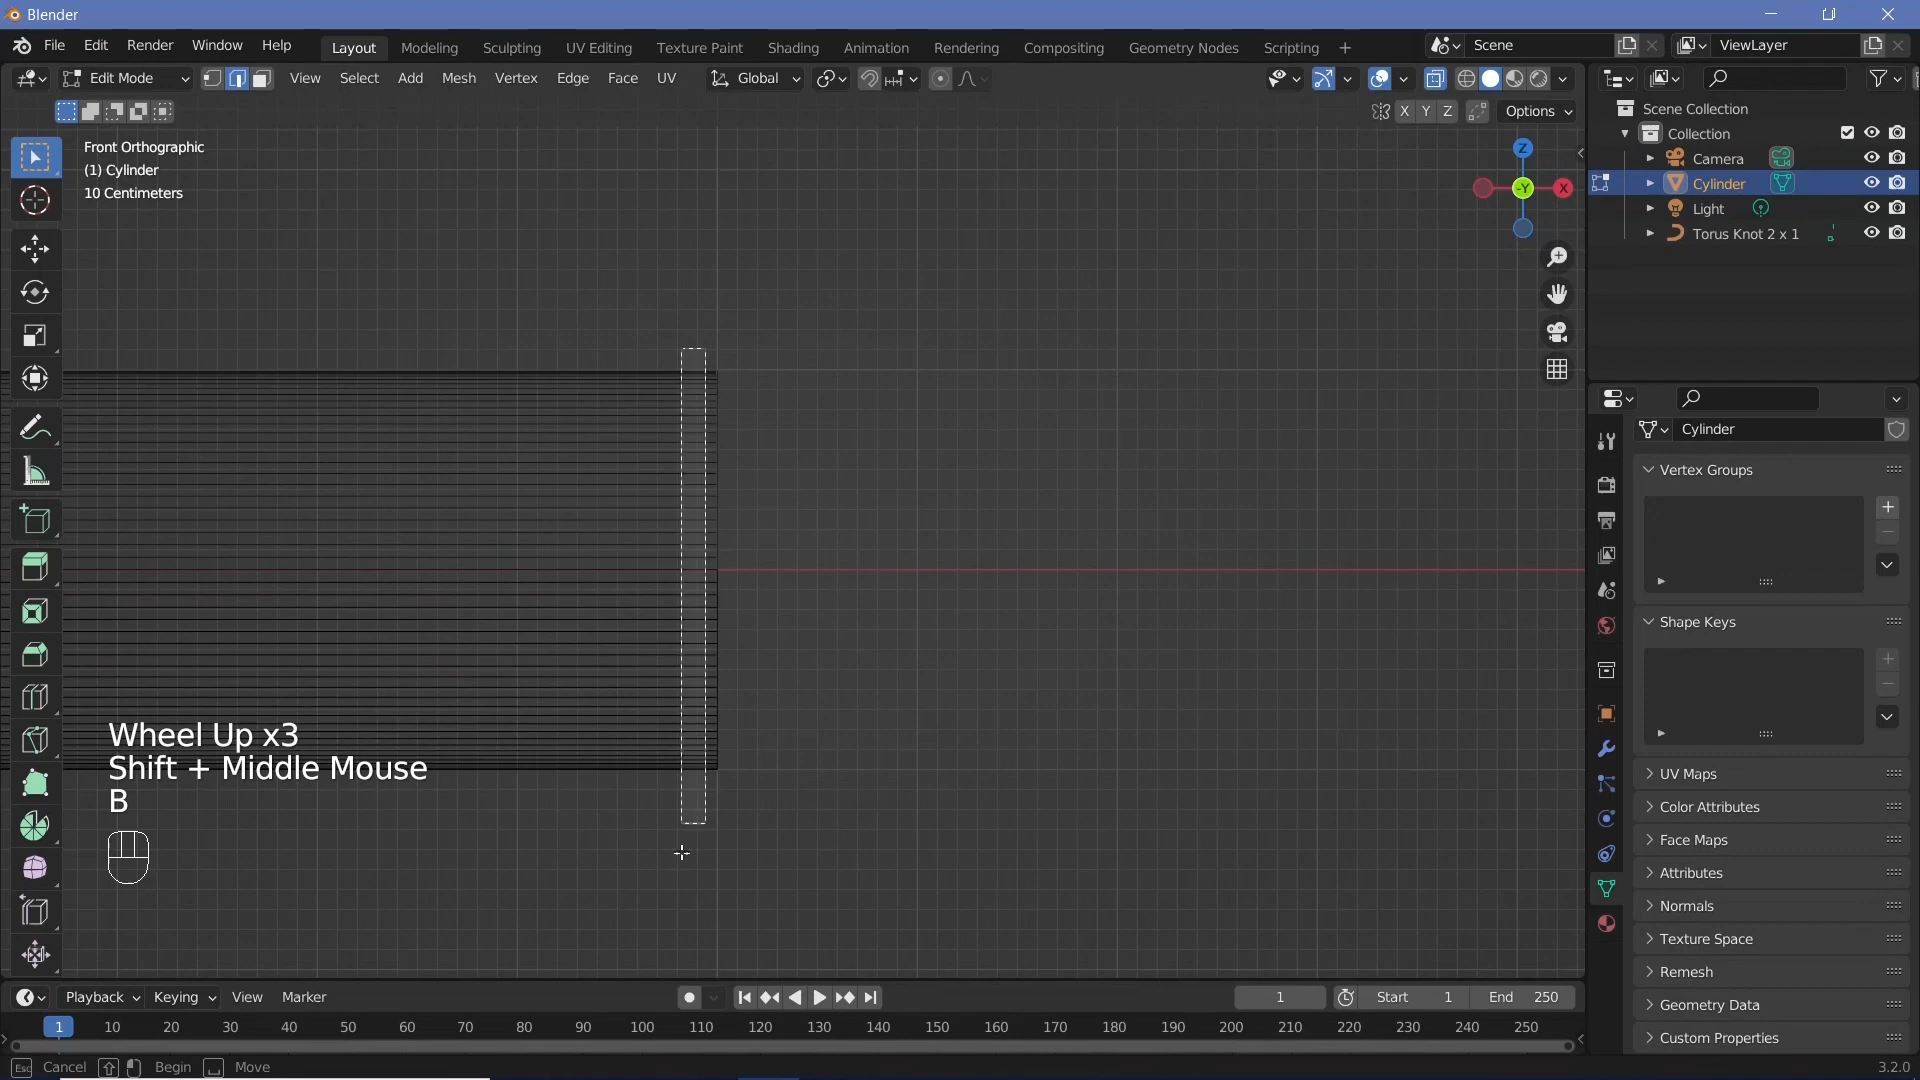 Blender
File Edit Render Window Help
Layout Modeling Sculpting UV Editing Texture Paint Shading Animation Rendering Compositing Geometry Nodes Scripting +
Scene
ViewLayer
Edit Mode View Select Add Mesh Vertex Edge Face UV Global
X Y Z Options
Front Orthographic
(1) Cylinder
10 Centimeters
Z
-Y
X
Scene Collection
Collection
Camera
Cylinder
Light
Torus Knot 2 x 1
Cylinder
Vertex Groups
Shape Keys
UV Maps
Color Attributes
Face Maps
Attributes
Normals
Texture Space
Remesh
Geometry Data
Custom Properties
Wheel Up x3
Shift + Middle Mouse
B
Playback Keying View Marker
1 Start 1 End 250
1 10 20 30 40 50 60 70 80 90 100 110 120 130 140 150 160 170 180 190 200 210 220 230 240 250
Esc Cancel Begin Move
3.2.0